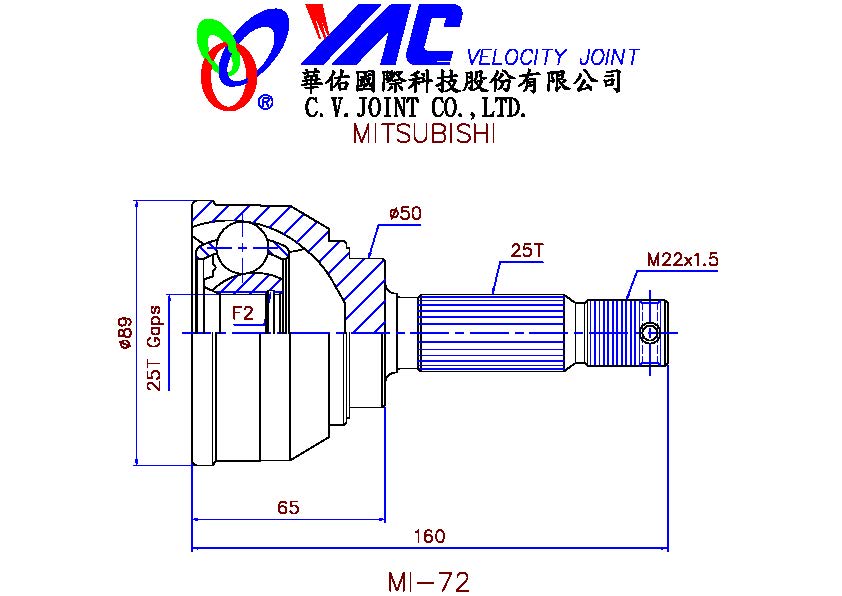 YAC VELOCITY JOINT
華佑國際科技股份有限公司
®
C.V.JOINT CO.,LTD.
MITSUBISHI
ø50
25T
M22x1.5
F2
ø89
25T Gaps
65
160
MI-72